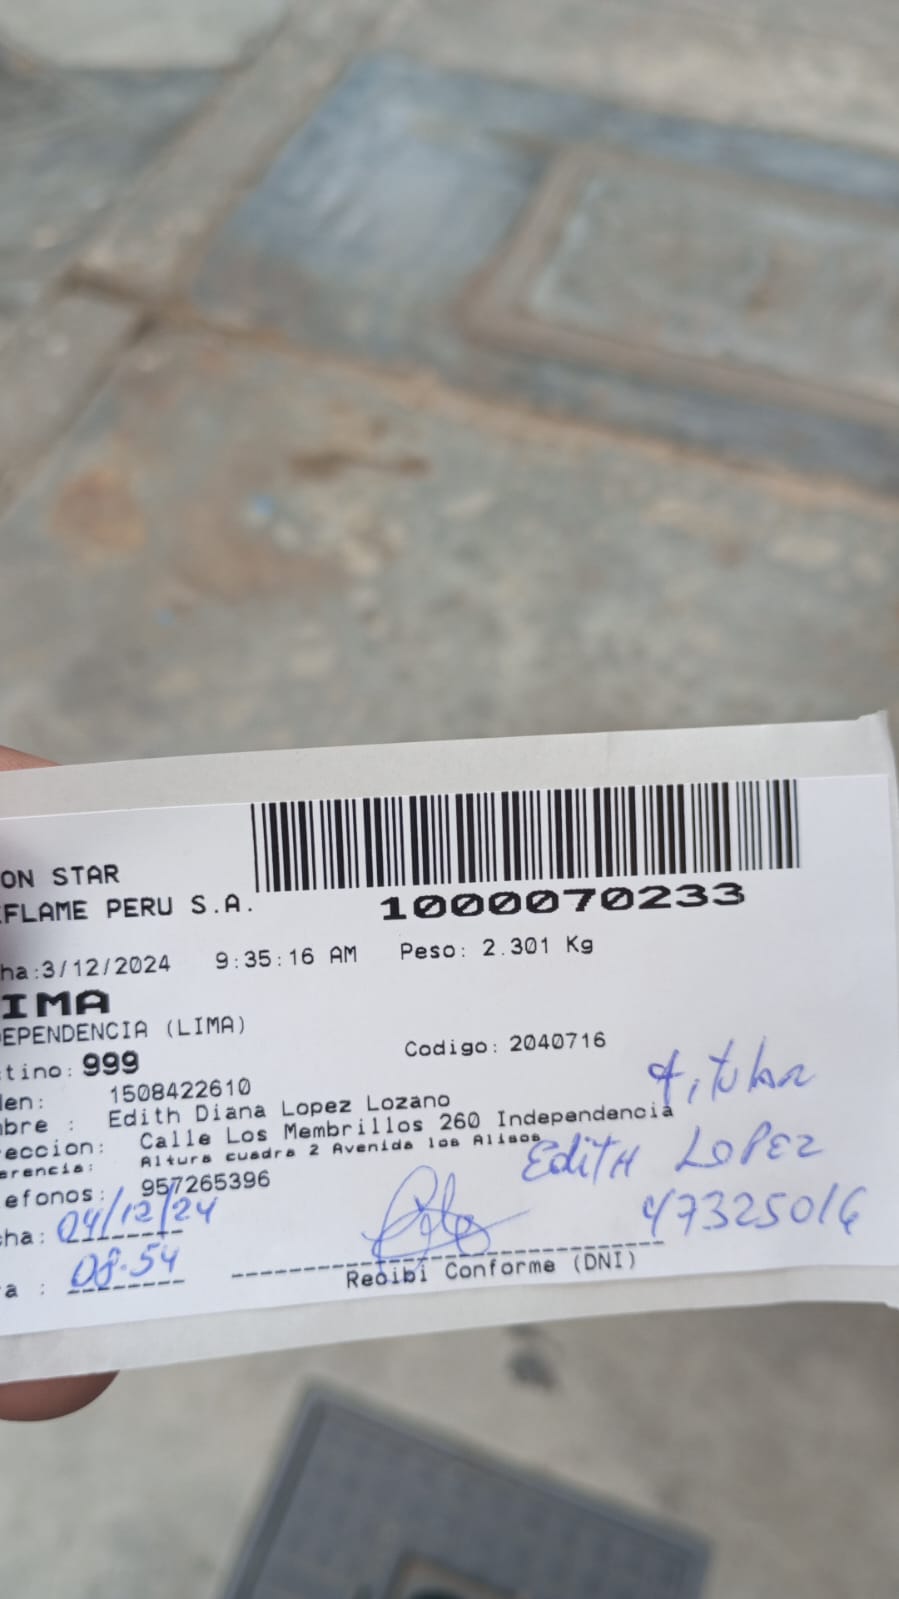 ON STAR
FLAME PERU S.A.
1000070233
ha:3/12/2024 9:35:16 AM Peso: 2.301 Kg
IMA
EPENDENCIA (LIMA)
tino: 999 Codigo: 2040716
len: 1508422610
bre : Edith Diana Lopez Lozano
eccion: Calle Los Membrillos 260 Independencia
erencia: Altura cuadra 2 Avenida los Alisos
efonos: 957265396
titular
Edith LOPEZ
47325016
ha: 04/12/24
a : 08:54
Recibi Conforme (DNI)